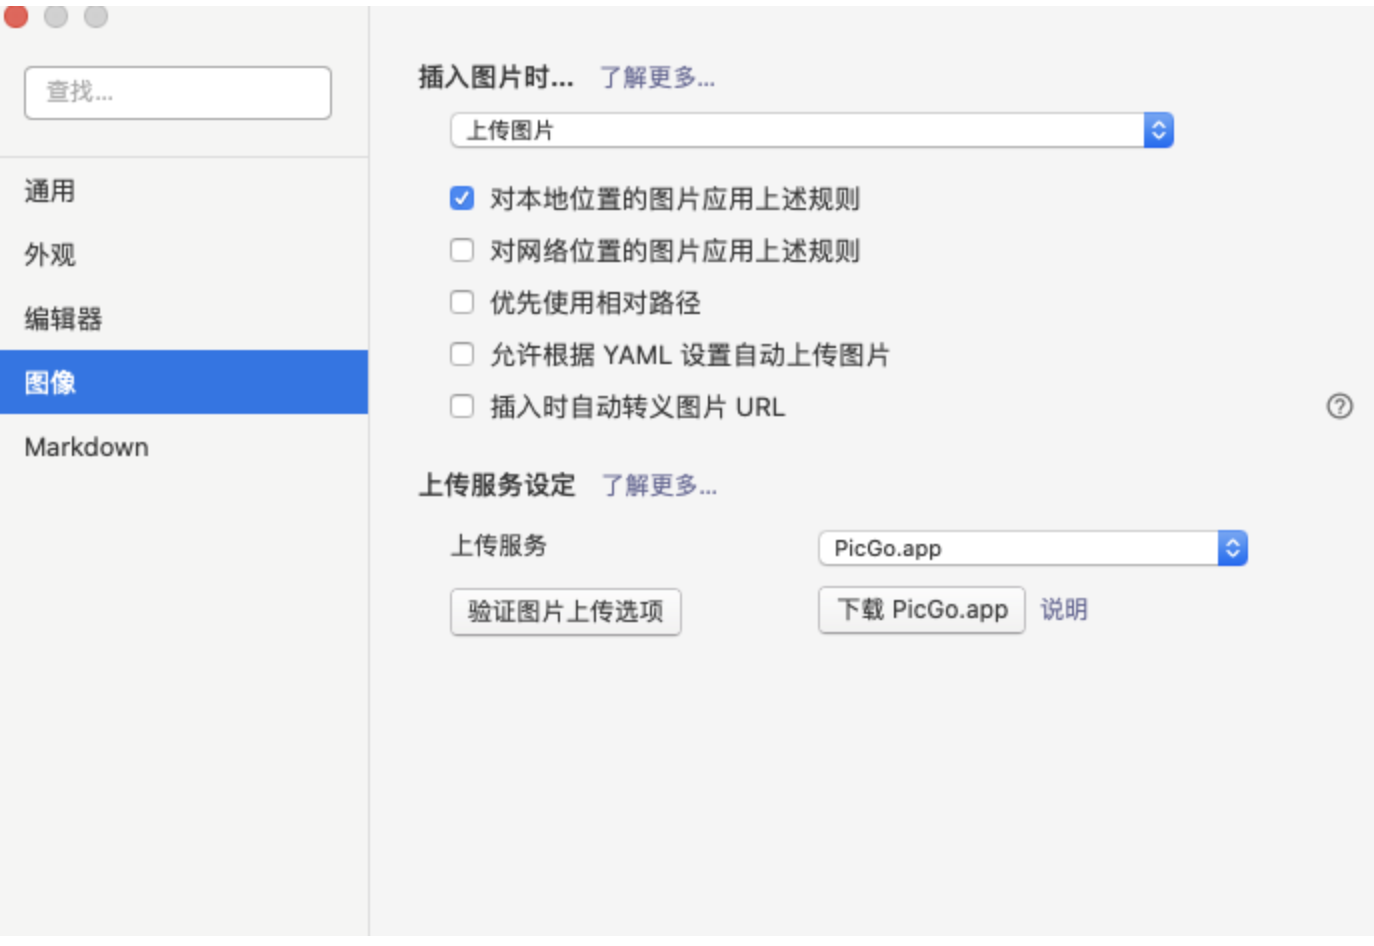 查找...
通用
外观
编辑器
图像
Markdown
插入图片时... 了解更多...
上传图片
对本地位置的图片应用上述规则
对网络位置的图片应用上述规则
优先使用相对路径
允许根据 YAML 设置自动上传图片
插入时自动转义图片 URL
上传服务设定 了解更多...
上传服务 PicGo.app
验证图片上传选项 下载 PicGo.app 说明